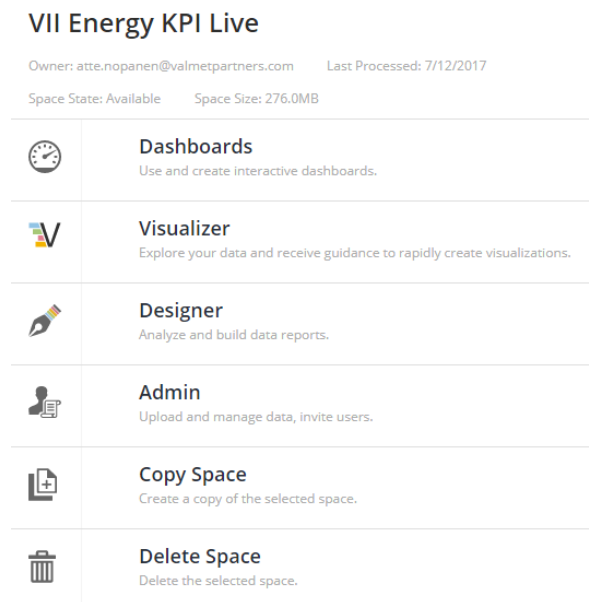 VII Energy KPI Live
Owner: atte.nopanen@valmetpartners.com Last Processed: 7/12/2017
Space State: Available Space Size: 276.0MB
Dashboards
Use and create interactive dashboards.
V
Visualizer
Explore your data and receive guidance to rapidly create visualizations.
Designer
Analyze and build data reports.
Admin
Upload and manage data, invite users.
Copy Space
Create a copy of the selected space.
Delete Space
Delete the selected space.